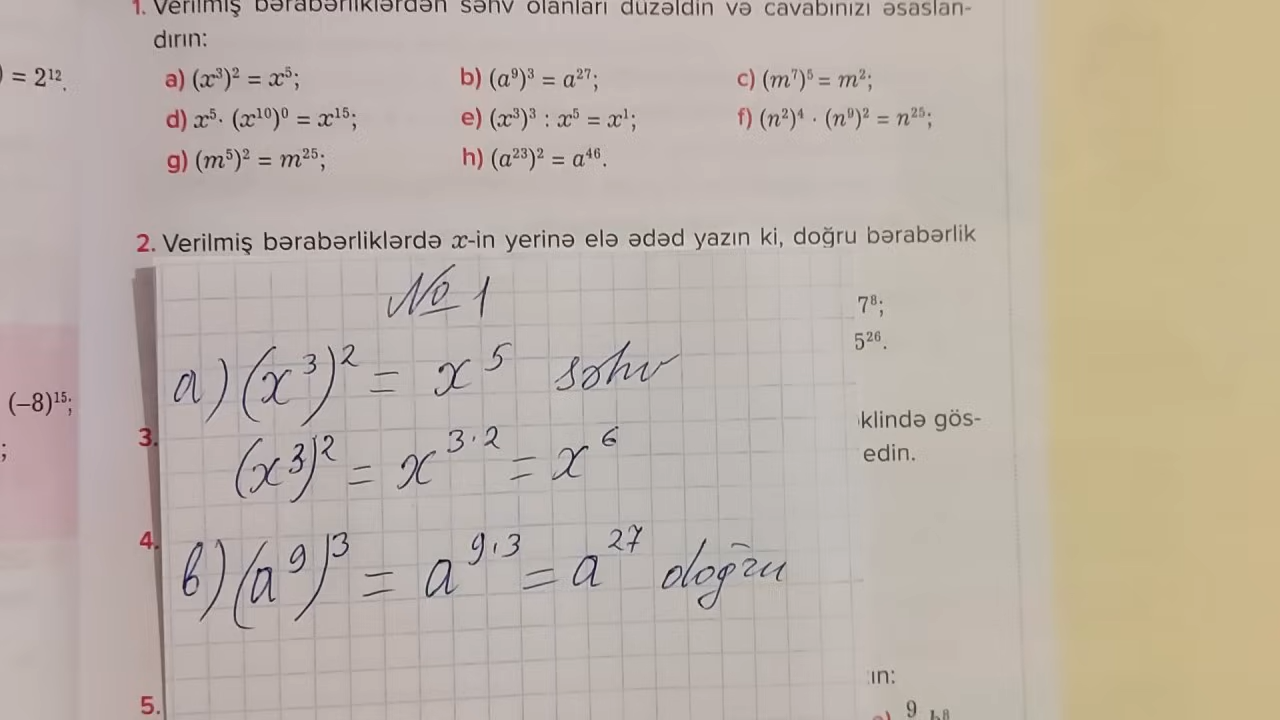 1. Verilmiş bərabərliklərdən səhv olanları düzəldin və cavabınızı əsaslan-
dırın:
) = 2¹².
a) (x³)² = x⁵; b) (a⁹)³ = a²⁷; c) (m⁷)⁵ = m²;
d) x⁵· (x¹⁰)⁰ = x¹⁵; e) (x³)³ : x⁵ = x¹; f) (n²)⁴ · (n⁹)² = n²⁵;
g) (m⁵)² = m²⁵; h) (a²³)² = a⁴⁶.
2. Verilmiş bərabərliklərdə x-in yerinə elə ədəd yazın ki, doğru bərabərlik
№ 1
7⁸;
5²⁶.
a) (x³)² = x⁵ səhv
(–8)¹⁵;
;
klində gös-
3.
(x³)² = x³·² = x⁶
edin.
4.
b) (a⁹)³ = a⁹·³ = a²⁷ doğru
ın:
5.